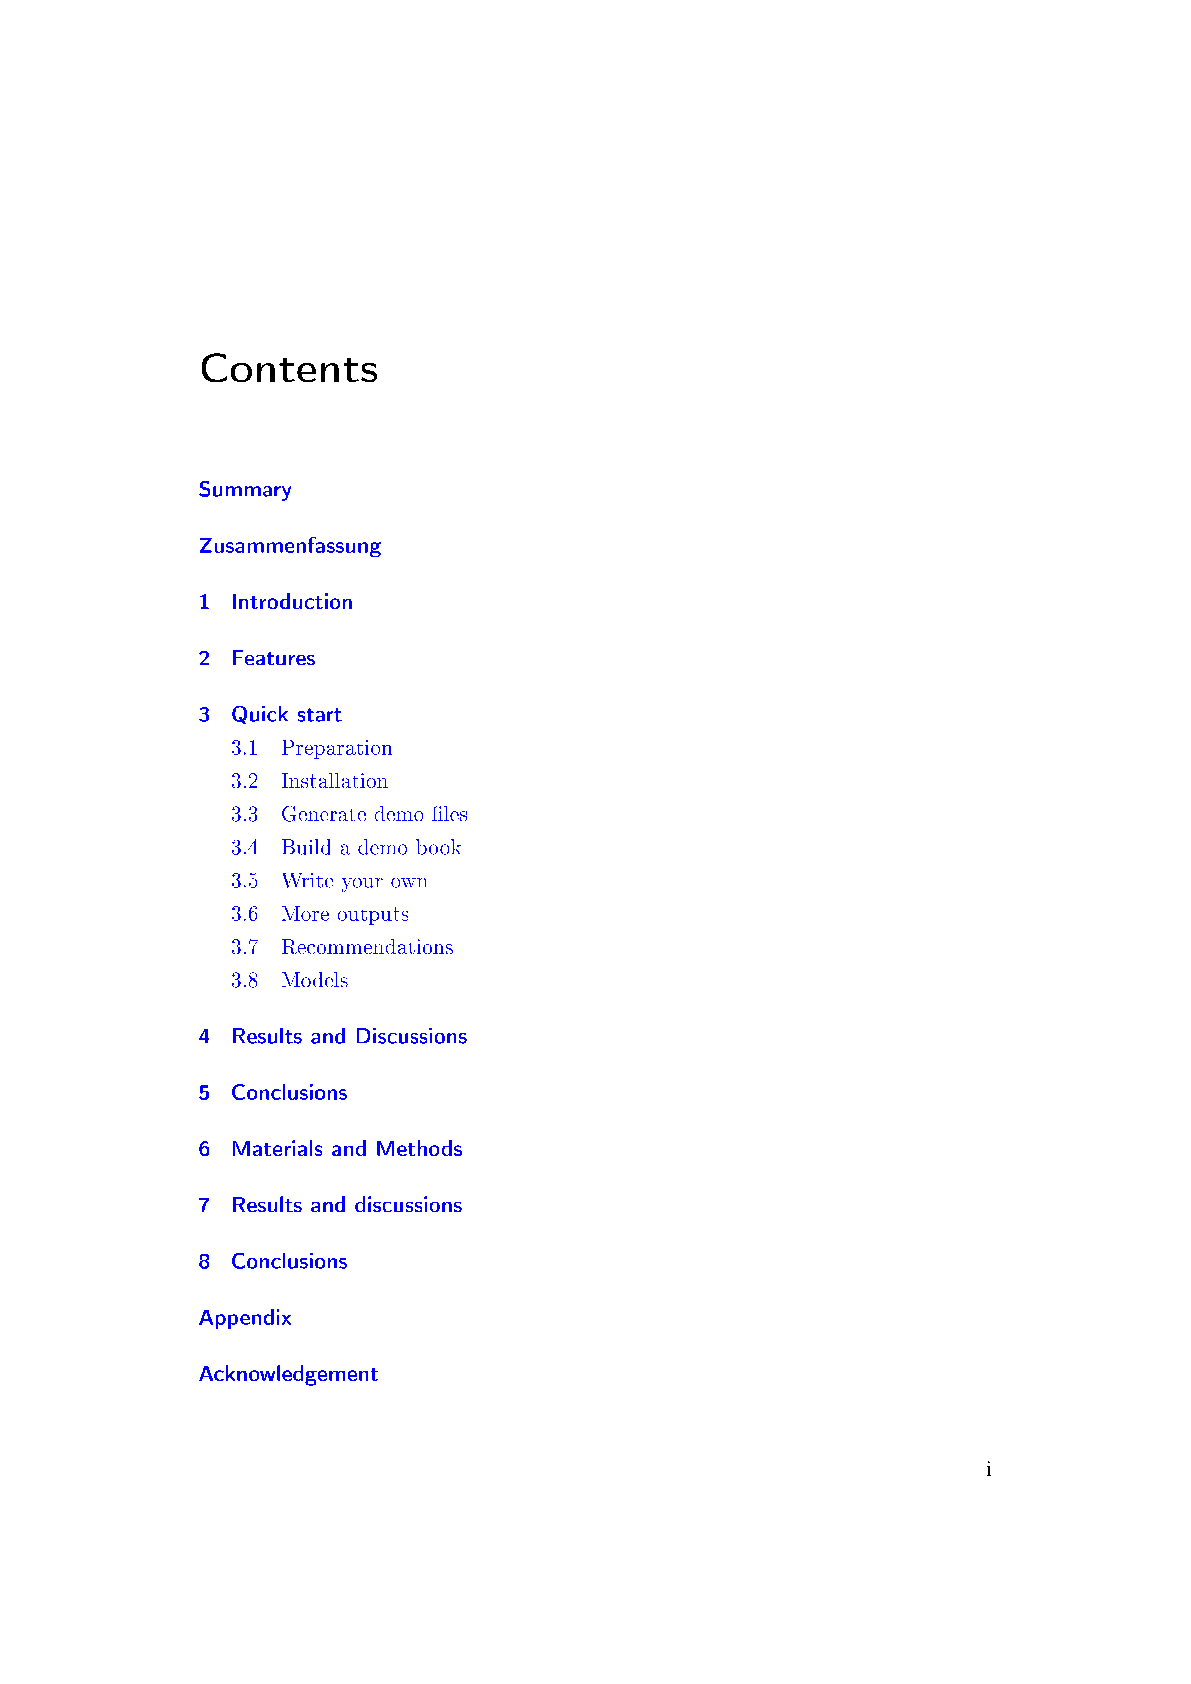 Contents
Summary
Zusammenfassung
1 Introduction
2 Features
3 Quick start
3.1 Preparation
3.2 Installation
3.3 Generate demo files
3.4 Build a demo book
3.5 Write your own
3.6 More outputs
3.7 Recommendations
3.8 Models
4 Results and Discussions
5 Conclusions
6 Materials and Methods
7 Results and discussions
8 Conclusions
Appendix
Acknowledgement
i